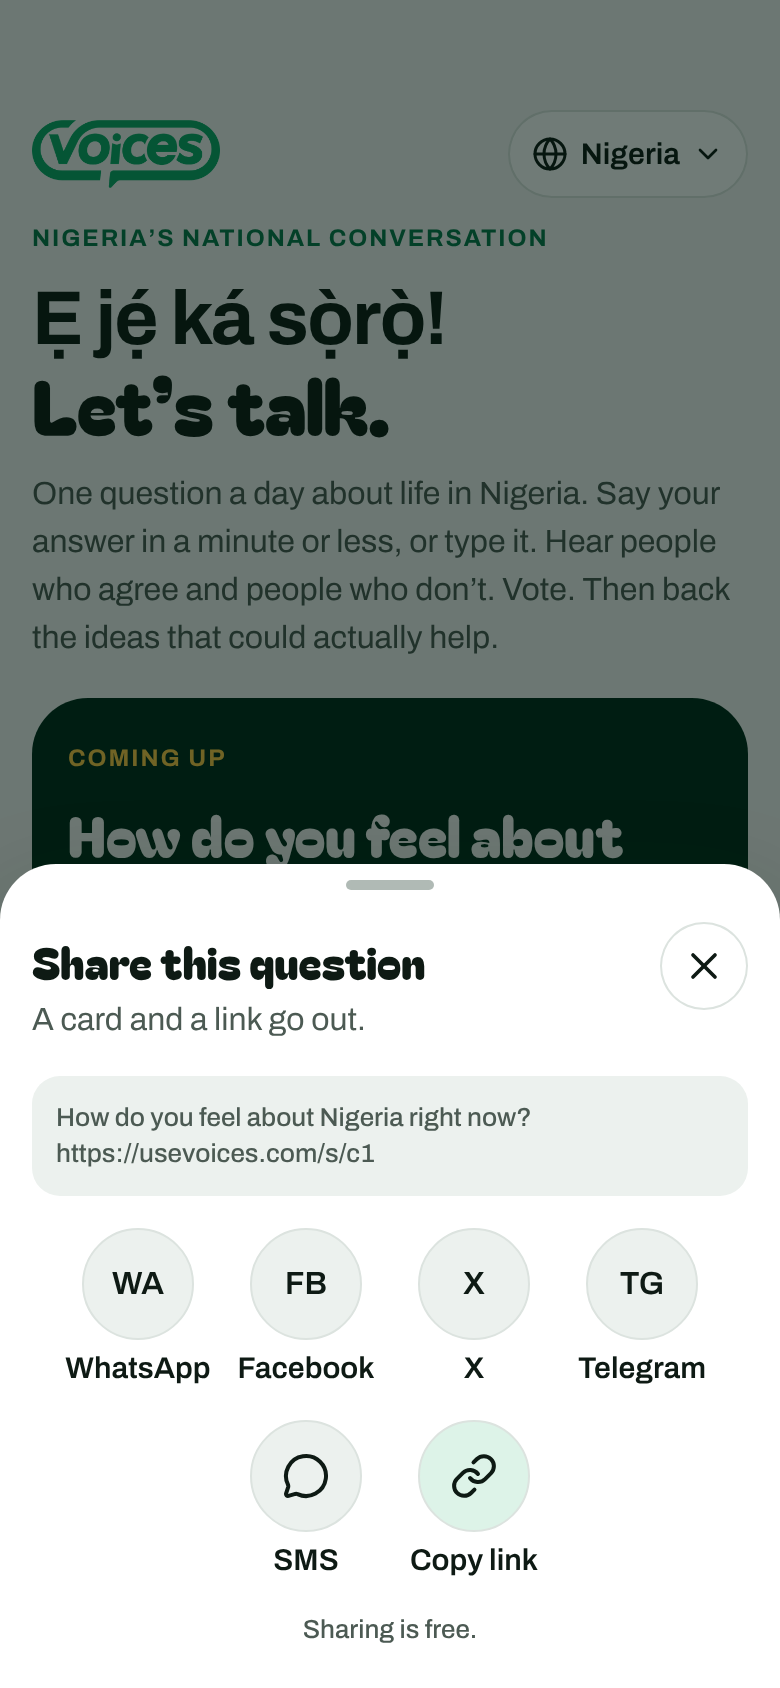 Voices
Nigeria
NIGERIA’S NATIONAL CONVERSATION
Ẹ jẹ́ ká sọ̀rọ̀!
Let’s talk.
One question a day about life in Nigeria. Say your
answer in a minute or less, or type it. Hear people
who agree and people who don’t. Vote. Then back
the ideas that could actually help.
COMING UP
How do you feel about
Share this question
A card and a link go out.
How do you feel about Nigeria right now?
https://usevoices.com/s/c1
WA FB X TG
WhatsApp Facebook X Telegram
SMS Copy link
Sharing is free.